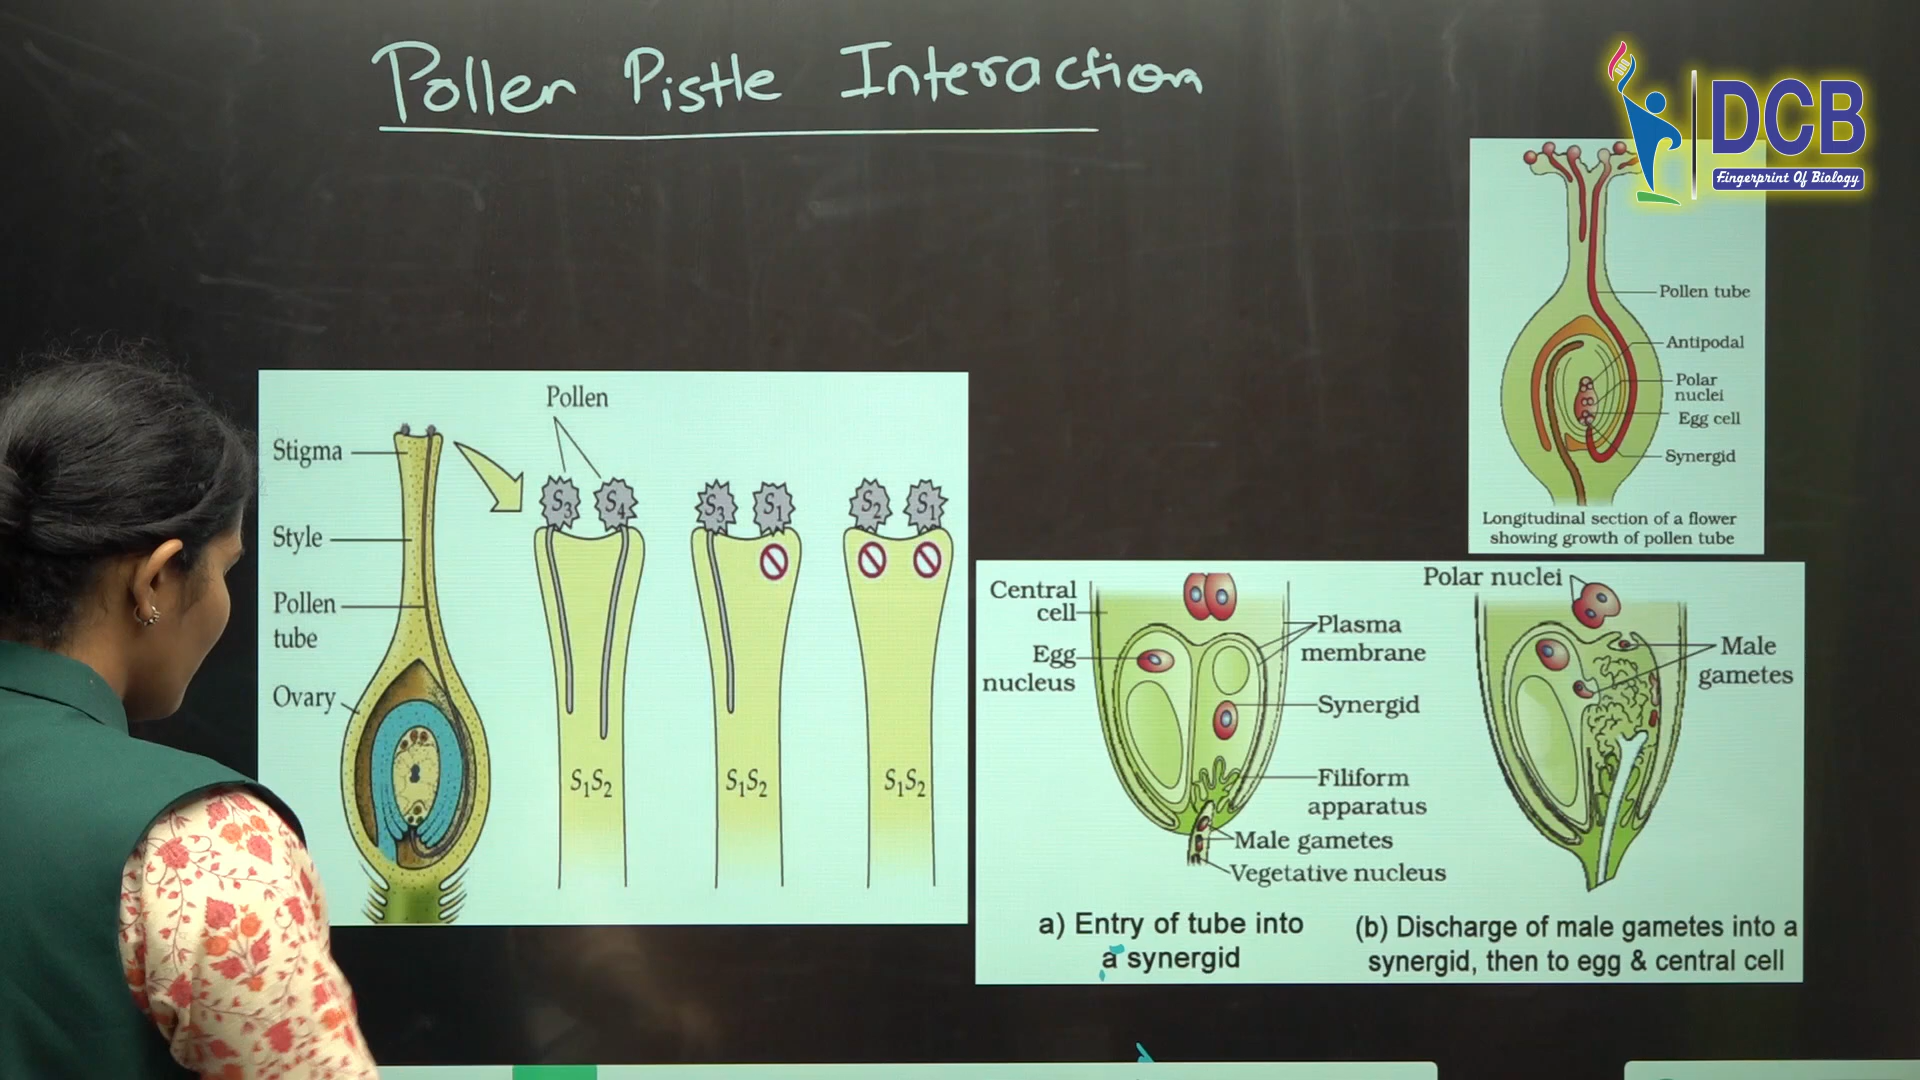 Pollen Pistle Interaction
DCB
Fingerprint Of Biology
Pollen
Stigma
S3 S4 S3 S1 S2 S1
Style
Pollen
tube
Ovary
S1S2 S1S2 S1S2
Pollen tube
Antipodal
Polar
nuclei
Egg cell
Synergid
Longitudinal section of a flower
showing growth of pollen tube
Central
cell
Egg
nucleus
Plasma
membrane
Synergid
Filiform
apparatus
Male gametes
Vegetative nucleus
a) Entry of tube into
a synergid
Polar nuclei
Male
gametes
(b) Discharge of male gametes into a
synergid, then to egg & central cell